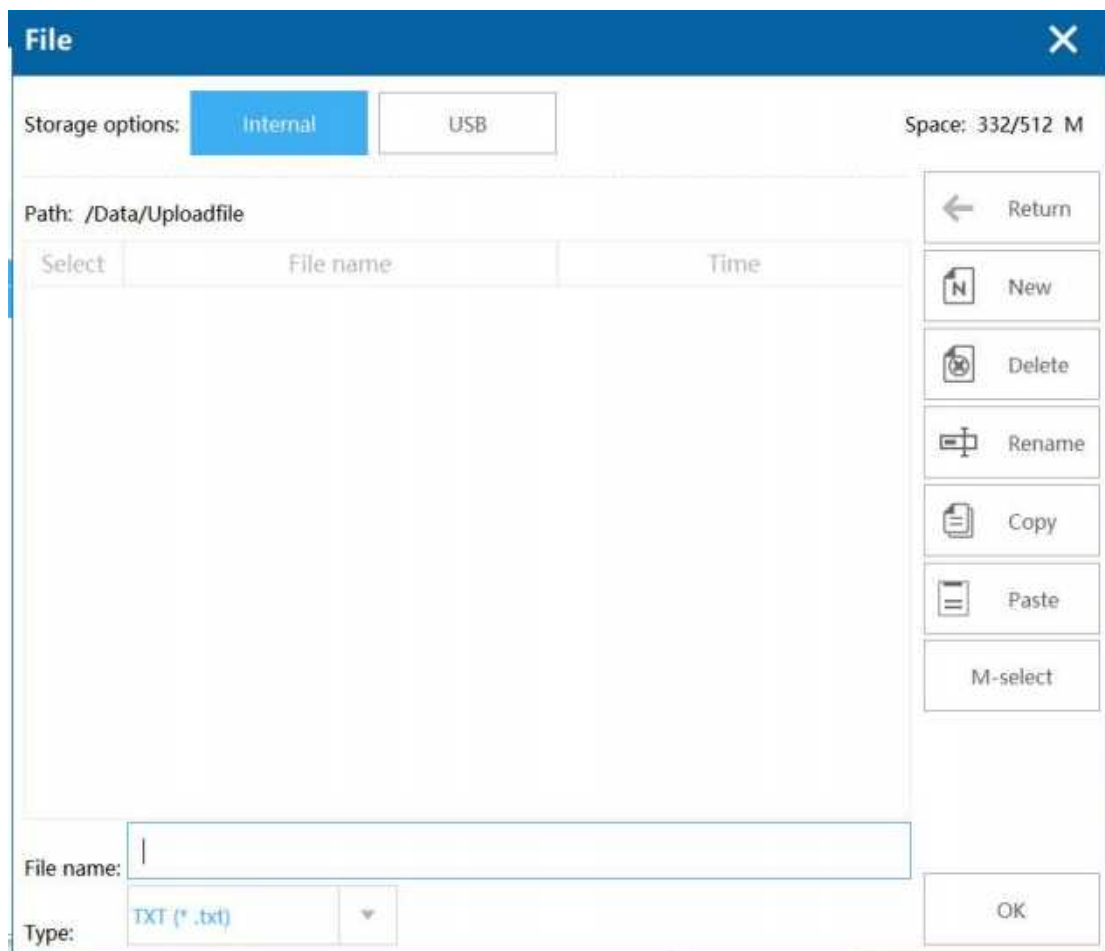 File
Storage options: Internal USB Space: 332/512 M
Path: /Data/Uploadfile
Select File name Time
Return
N New
Delete
Rename
Copy
Paste
M-select
File name:
Type: TXT (* .txt)
OK